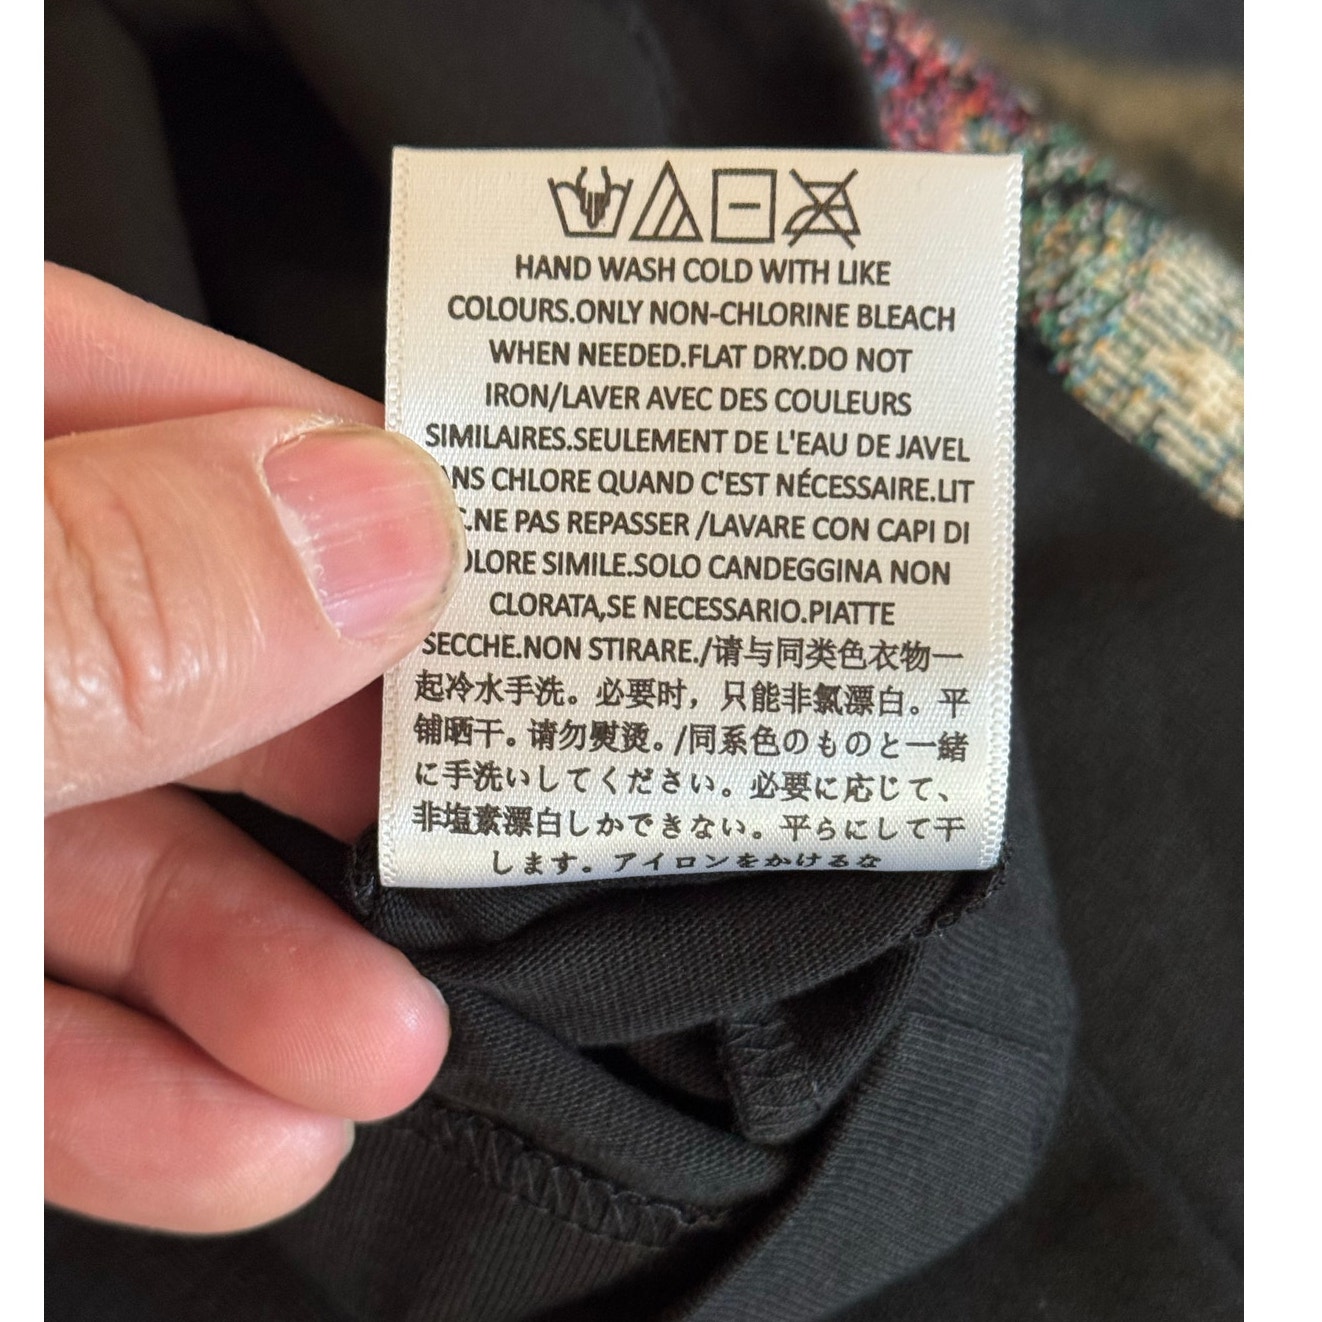 HAND WASH COLD WITH LIKE
COLOURS.ONLY NON-CHLORINE BLEACH
WHEN NEEDED.FLAT DRY.DO NOT
IRON/LAVER AVEC DES COULEURS
SIMILAIRES.SEULEMENT DE L'EAU DE JAVEL
CHLORE QUAND C'EST NÉCESSAIRE.LIT
NE PAS REPASSER /LAVARE CON CAPI DI
SIMILE.SOLO CANDEGGINA NON
CLORATA,SE NECESSARIO.PIATTE
SECCHE.NON STIRARE./请与同类色衣物一
起冷水手洗。必要时，只能非氯漂白。平
铺晒干。请勿熨烫。/同系色のものと一緒
に手洗いしてください。必要に応じて、
非塩素漂白しかできない。平らにして干
します。アイロンをかけるな